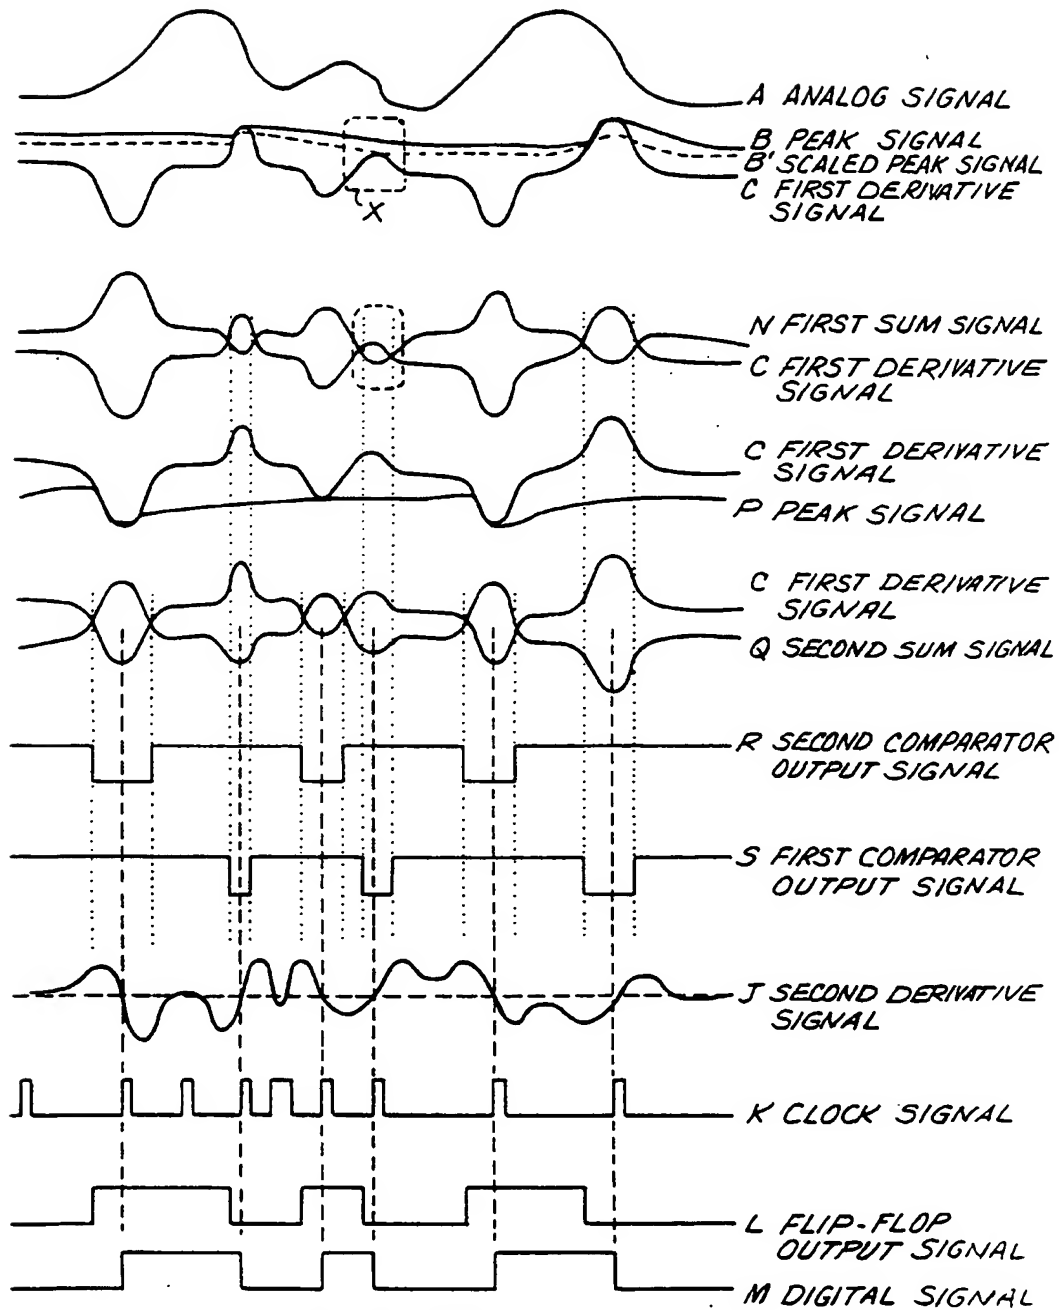 A ANALOG SIGNAL
B PEAK SIGNAL
B' SCALED PEAK SIGNAL
C FIRST DERIVATIVE
SIGNAL
X
N FIRST SUM SIGNAL
C FIRST DERIVATIVE
SIGNAL
C FIRST DERIVATIVE
SIGNAL
P PEAK SIGNAL
C FIRST DERIVATIVE
SIGNAL
Q SECOND SUM SIGNAL
R SECOND COMPARATOR
OUTPUT SIGNAL
S FIRST COMPARATOR
OUTPUT SIGNAL
J SECOND DERIVATIVE
SIGNAL
K CLOCK SIGNAL
L FLIP-FLOP
OUTPUT SIGNAL
M DIGITAL SIGNAL